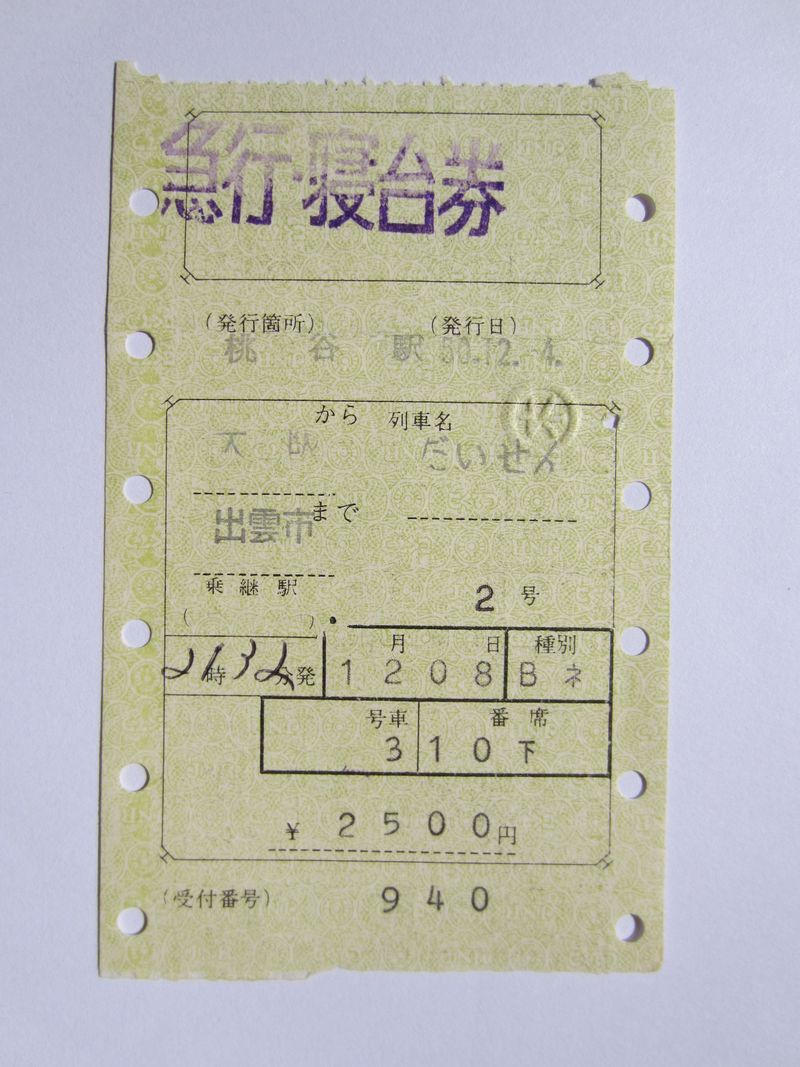 急行・寝台券
(発行箇所) (発行日)
桃谷駅 50.12.-4.
から 列車名
大阪 だいせん
出雲市 まで
乗継駅
( ) 2号
月 日 種別
2132 時 分発 1208 Bネ
号車 番席
3 10下
¥2500円
(受付番号) 940